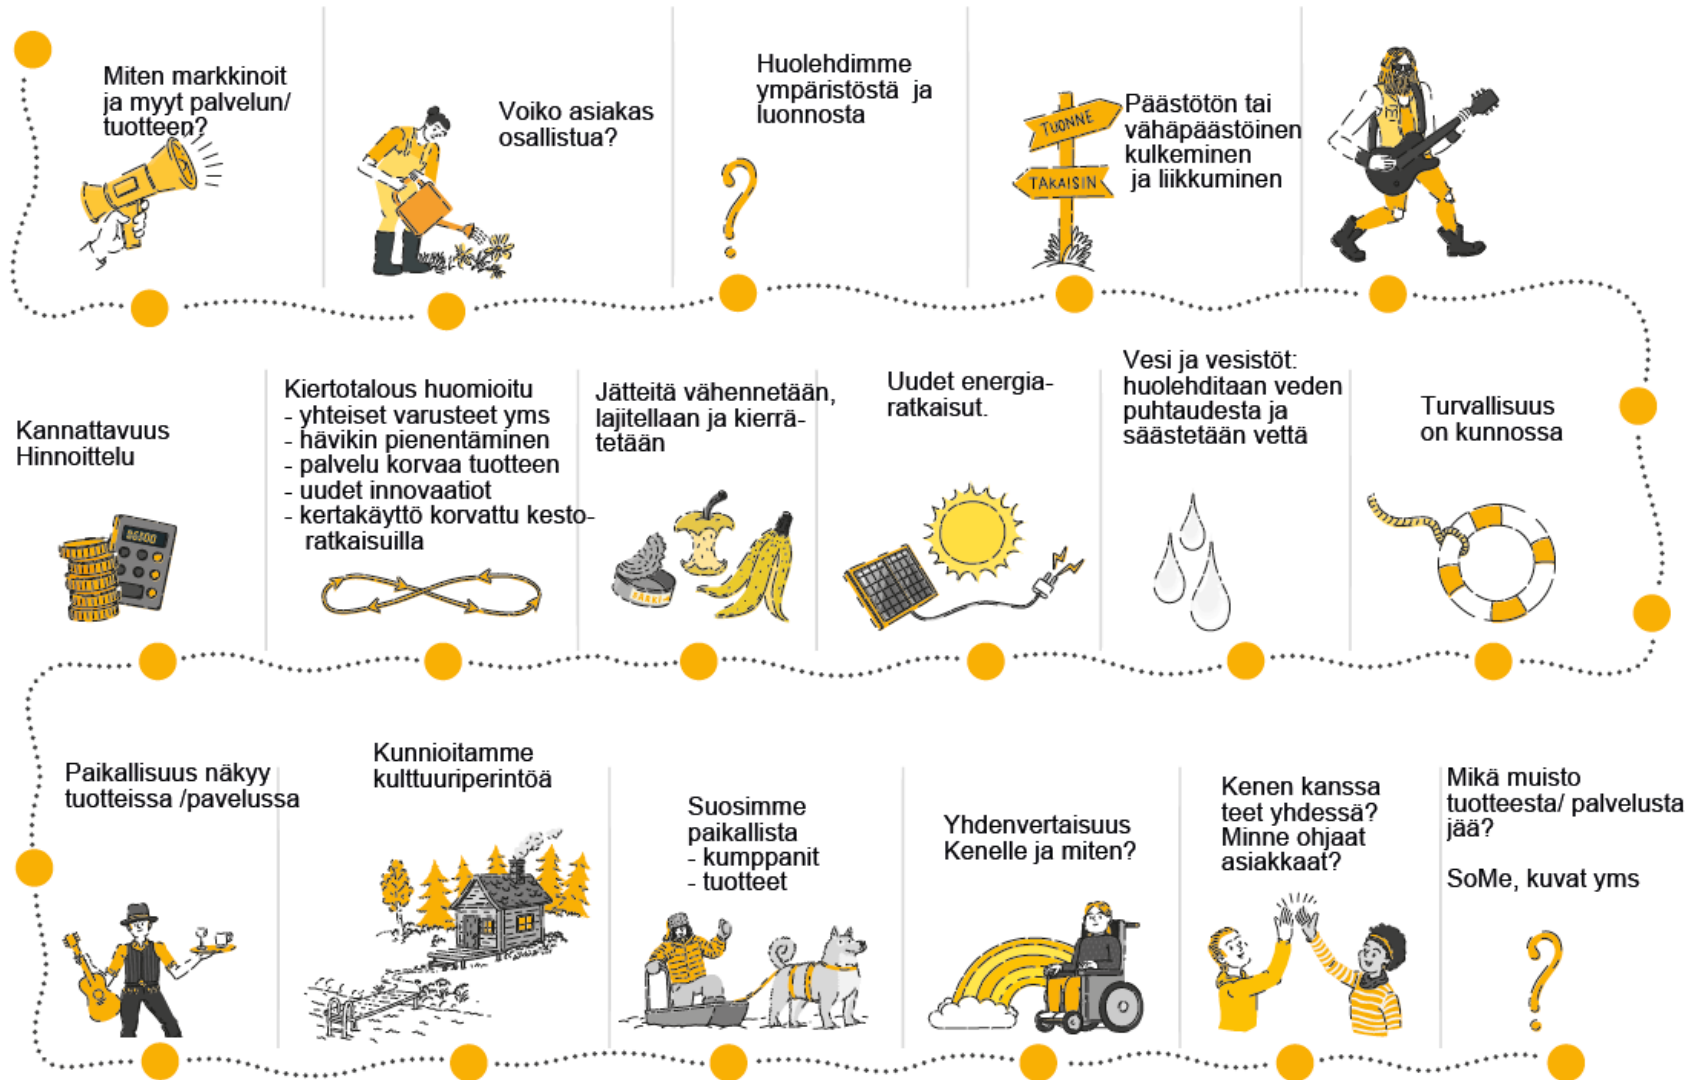 Miten markkinoit
ja myyt palvelun/
tuotteen?
Voiko asiakas
osallistua?
Huolehdimme
ympäristöstä ja
luonnosta
TUONNE
TAKAISIN
Päästötön tai
vähäpäästöinen
kulkeminen
ja liikkuminen
Kannattavuus
Hinnoittelu
Kiertotalous huomioitu
- yhteiset varusteet yms
- hävikin pienentäminen
- palvelu korvaa tuotteen
- uudet innovaatiot
- kertakäyttö korvattu kesto-
ratkaisuilla
Jätteitä vähennetään,
lajitellaan ja kierrä-
tetään
Uudet energia-
ratkaisut.
Vesi ja vesistöt:
huolehditaan veden
puhtaudesta ja
säästetään vettä
Turvallisuus
on kunnossa
Paikallisuus näkyy
tuotteissa /pavelussa
Kunnioitamme
kulttuuriperintöä
Suosimme
paikallista
- kumppanit
- tuotteet
Yhdenvertaisuus
Kenelle ja miten?
Kenen kanssa
teet yhdessä?
Minne ohjaat
asiakkaat?
Mikä muisto
tuotteesta/ palvelusta
jää?
SoMe, kuvat yms